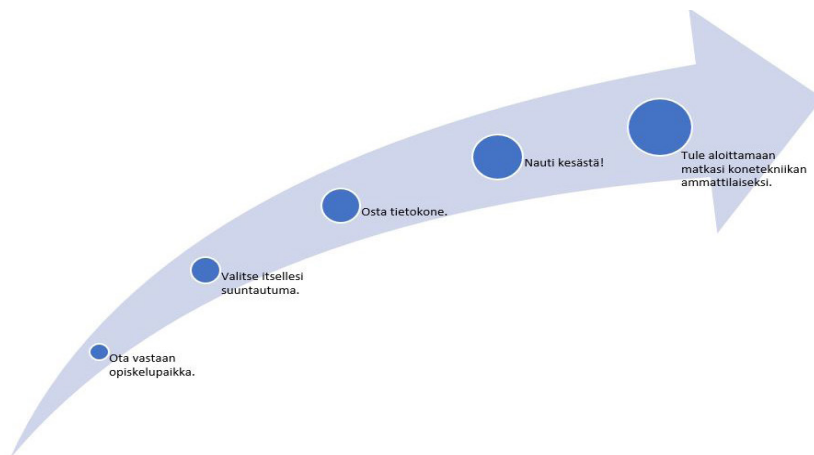 Ota vastaan
opiskelupaikka.
Valitse itsellesi
suuntautuma.
Osta tietokone.
Nauti kesästä!
Tule aloittamaan
matkasi konetekniikan
ammattilaiseksi.